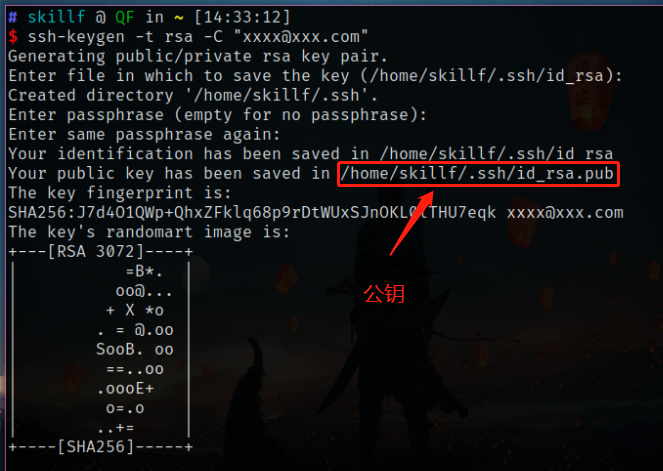 # skillf @ QF in ~ [14:33:12]
$ ssh-keygen -t rsa -C "xxxx@xxx.com"
Generating public/private rsa key pair.
Enter file in which to save the key (/home/skillf/.ssh/id_rsa):
Created directory '/home/skillf/.ssh'.
Enter passphrase (empty for no passphrase):
Enter same passphrase again:
Your identification has been saved in /home/skillf/.ssh/id_rsa
Your public key has been saved in /home/skillf/.ssh/id_rsa.pub
The key fingerprint is:
xxxx@xxx.com
The key's randomart image is:
+---[RSA 3072]----+
|          =B*.   |
|         oo@...  |
|        + X *o   |
|       . = @.oo  |
|       SooB. oo  |
|        ==..oo   |
|       .oooE+    |
|        o=.o     |
|       ..+=      |
+----[SHA256]-----+
公钥